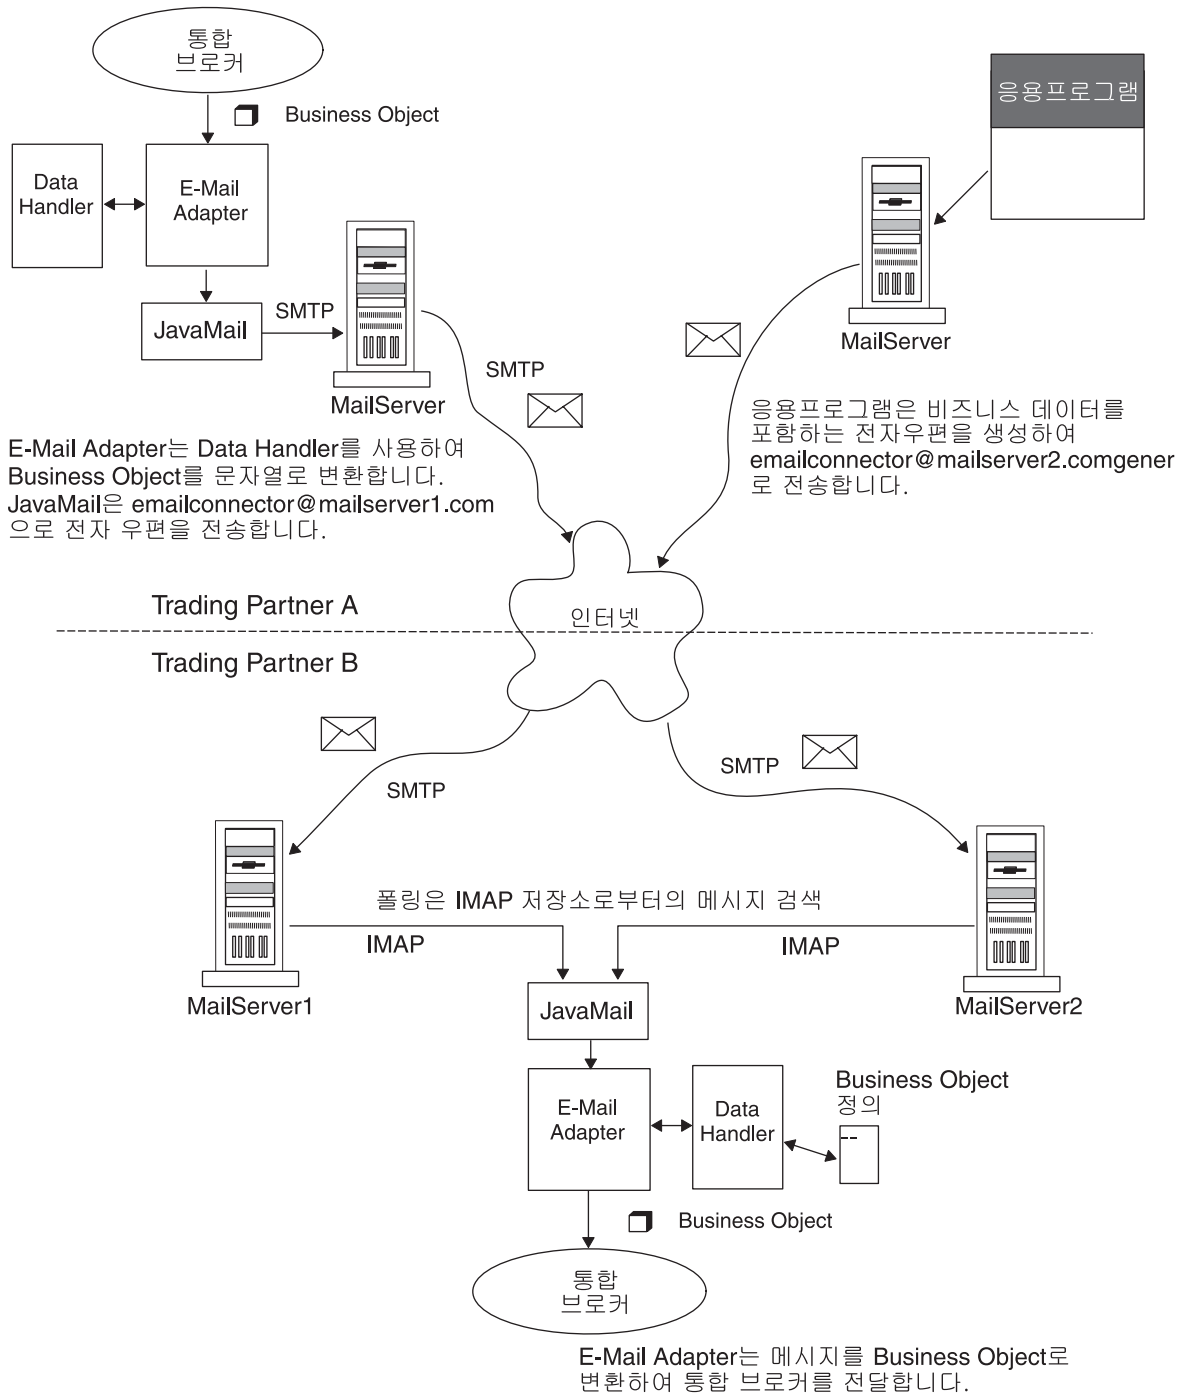 통합
브로커
Business Object
응용프로그램
Data
Handler
E-Mail
Adapter
JavaMail
SMTP
MailServer
SMTP
MailServer
E-Mail Adapter는 Data Handler를 사용하여
Business Object를 문자열로 변환합니다.
JavaMail은 emailconnector@mailserver1.com
으로 전자 우편을 전송합니다.
응용프로그램은 비즈니스 데이터를
포함하는 전자우편을 생성하여
emailconnector@mailserver2.comgener
로 전송합니다.
Trading Partner A
인터넷
Trading Partner B
SMTP
SMTP
폴링은 IMAP 저장소로부터의 메시지 검색
IMAP
IMAP
MailServer1
JavaMail
MailServer2
E-Mail
Adapter
Data
Handler
Business Object
정의
Business Object
통합
브로커
E-Mail Adapter는 메시지를 Business Object로
변환하여 통합 브로커를 전달합니다.